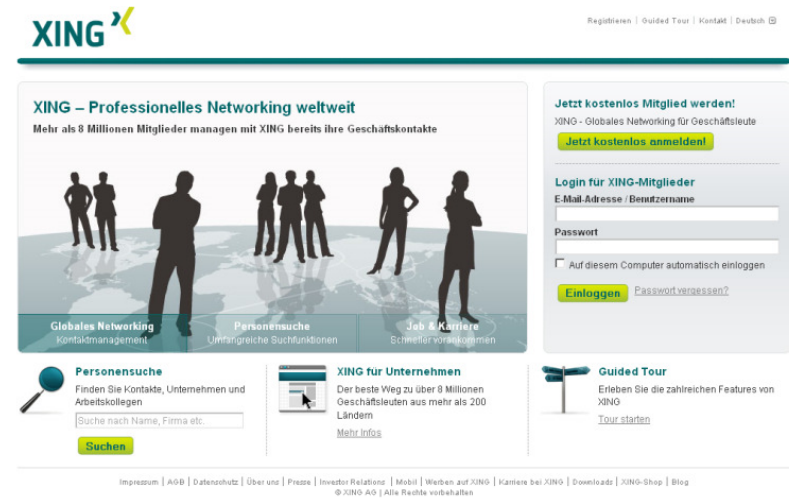 XING
Registrieren | Guided Tour | Kontakt | Deutsch
XING – Professionelles Networking weltweit
Mehr als 8 Millionen Mitglieder managen mit XING bereits ihre Geschäftskontakte
Globales Networking
Kontaktmanagement
Personensuche
Umfangreiche Suchfunktionen
Job & Karriere
Schneller vorankommen
Jetzt kostenlos Mitglied werden!
XING - Globales Networking für Geschäftsleute
Jetzt kostenlos anmelden!
Login für XING-Mitglieder
E-Mail-Adresse / Benutzername
Passwort
Auf diesem Computer automatisch einloggen
Einloggen
Passwort vergessen?
Personensuche
Finden Sie Kontakte, Unternehmen und
Arbeitskollegen
Suche nach Name, Firma etc.
Suchen
XING für Unternehmen
Der beste Weg zu über 8 Millionen
Geschäftsleuten aus mehr als 200
Ländern
Mehr Infos
Guided Tour
Erleben Sie die zahlreichen Features von
XING
Tour starten
Impressum | AGB | Datenschutz | Über uns | Presse | Investor Relations | Mobil | Werben auf XING | Karriere bei XING | Downloads | XING-Shop | Blog
© XING AG | Alle Rechte vorbehalten